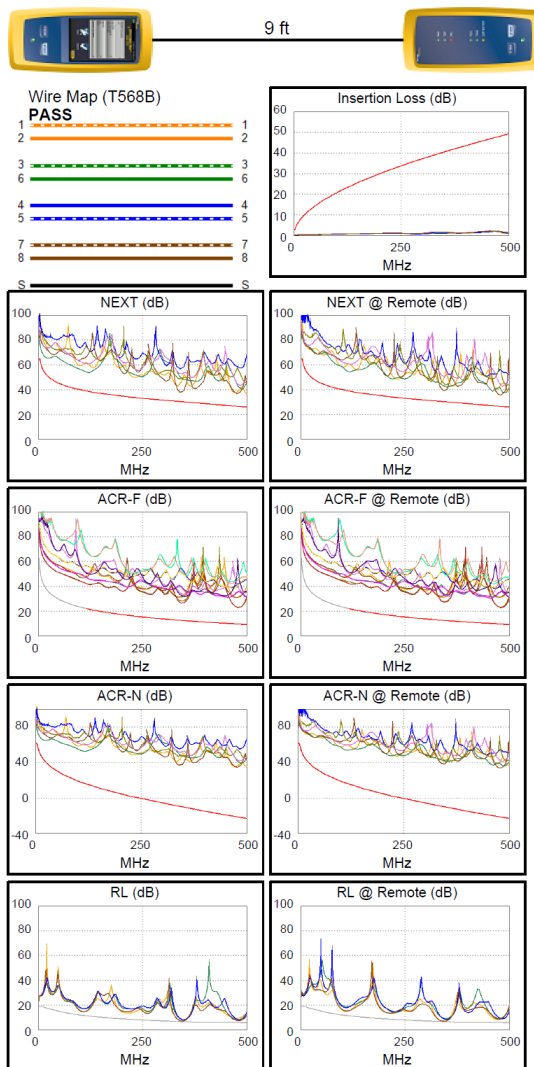 9 ft
Wire Map (T568B)
PASS
1 1
2 2
3 3
6 6
4 4
5 5
7 7
8 8
S S
Insertion Loss (dB)
60
50
40
30
20
10
0
0 250 500
MHz
NEXT (dB)
100
80
60
40
20
0
0 250 500
MHz
NEXT @ Remote (dB)
100
80
60
40
20
0
0 250 500
MHz
ACR-F (dB)
100
80
60
40
20
0
0 250 500
MHz
ACR-F @ Remote (dB)
100
80
60
40
20
0
0 250 500
MHz
ACR-N (dB)
80
40
0
-40
0 250 500
MHz
ACR-N @ Remote (dB)
80
40
0
-40
0 250 500
MHz
RL (dB)
100
80
60
40
20
0
0 250 500
MHz
RL @ Remote (dB)
100
80
60
40
20
0
0 250 500
MHz